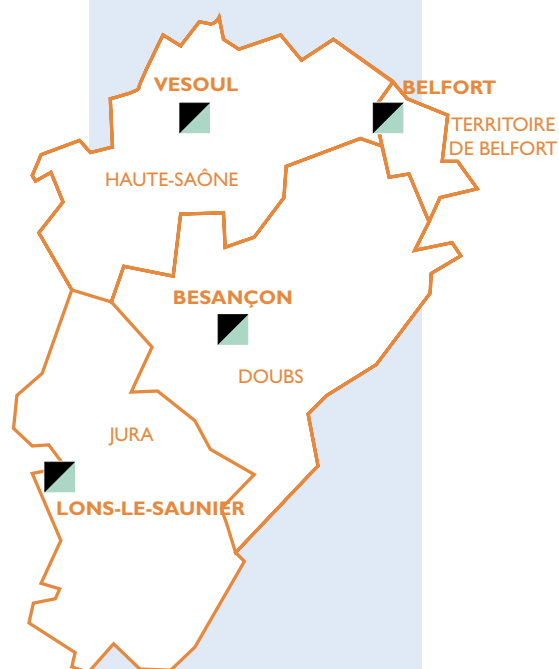 VESOUL
BELFORT
TERRITOIRE
DE BELFORT
HAUTE-SAÔNE
BESANÇON
DOUBS
JURA
LONS-LE-SAUNIER